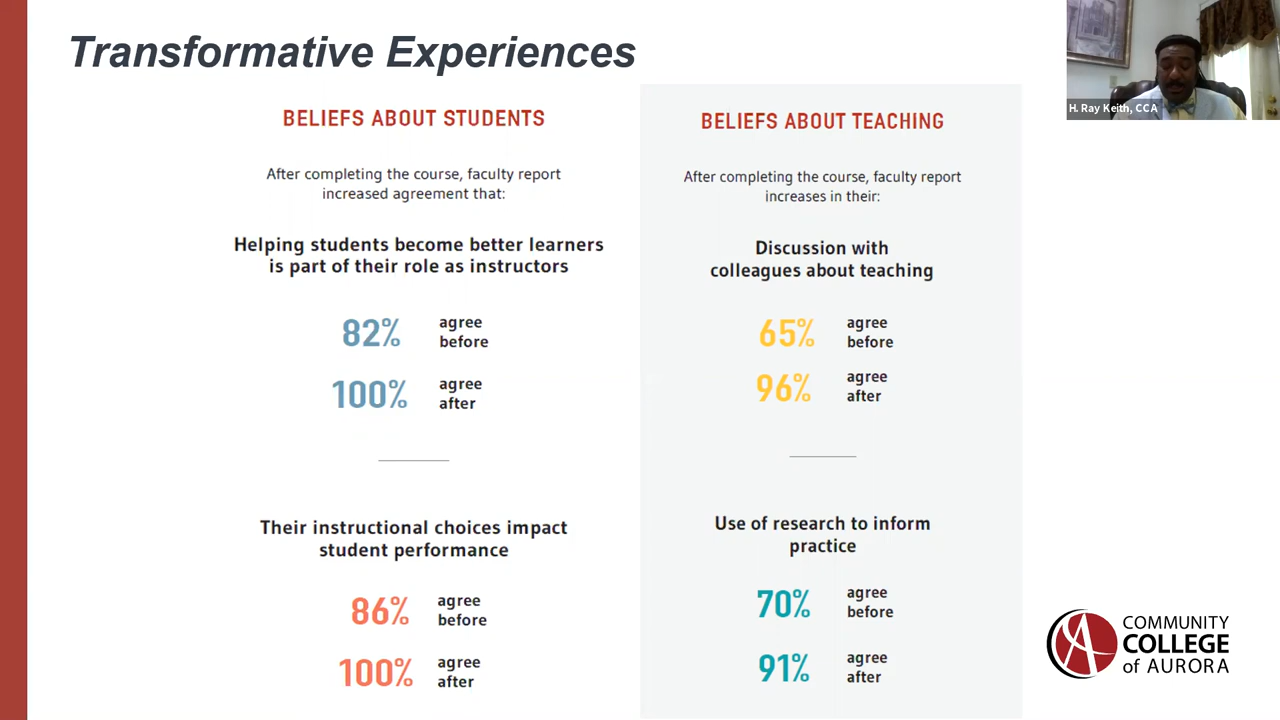 Transformative Experiences
H. Ray Keith, CCA
BELIEFS ABOUT STUDENTS
After completing the course, faculty report
increased agreement that:
Helping students become better learners
is part of their role as instructors
82%
agree
before
100%
agree
after
Their instructional choices impact
student performance
86%
agree
before
100%
agree
after
BELIEFS ABOUT TEACHING
After completing the course, faculty report
increases in their:
Discussion with
colleagues about teaching
65%
agree
before
96%
agree
after
Use of research to inform
practice
70%
agree
before
91%
agree
after
COMMUNITY
COLLEGE
of AURORA